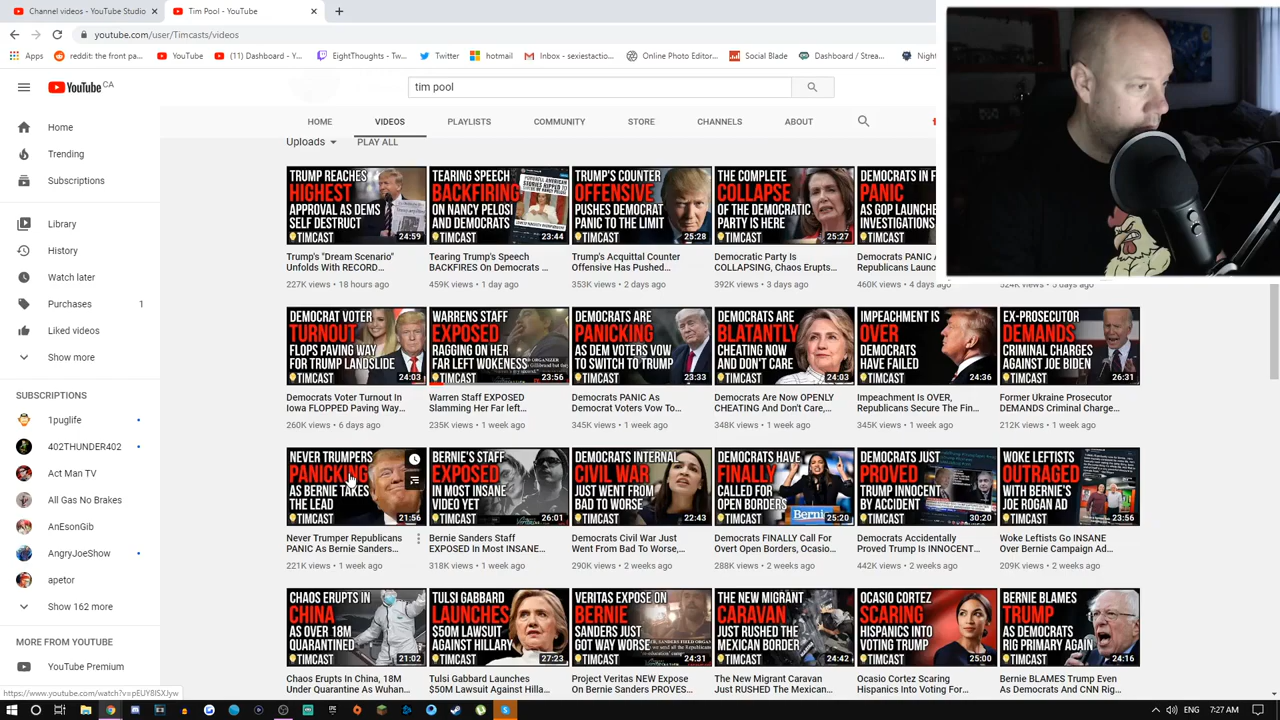 Channel videos - YouTube Studio
Tim Pool - YouTube
youtube.com/user/Timcasts/videos
Apps
reddit: the front pa...
YouTube
(11) Dashboard - Yo...
EightThoughts - Tw...
Twitter
hotmail
Inbox - sexiestactio...
Online Photo Editor...
Social Blade
Dashboard / Strea...
Nigh
YouTube CA
tim pool
HOME
VIDEOS
PLAYLISTS
COMMUNITY
STORE
CHANNELS
ABOUT
Home
Trending
Subscriptions
Library
History
Watch later
Purchases 1
Liked videos
Show more
SUBSCRIPTIONS
1puglife
402THUNDER402
Act Man TV
All Gas No Brakes
AnEsonGib
AngryJoeShow
apetor
Show 162 more
MORE FROM YOUTUBE
YouTube Premium
Uploads
PLAY ALL
TRUMP REACHES
HIGHEST
APPROVAL AS DEMS
SELF DESTRUCT
TIMCAST
24:59
Trump's "Dream Scenario"
Unfolds With RECORD...
227K views • 18 hours ago
TEARING SPEECH
BACKFIRING
ON NANCY PELOSI
AND DEMOCRATS
TIMCAST
23:44
Tearing Trump's Speech
BACKFIRES On Democrats ...
459K views • 1 day ago
TRUMP'S COUNTER
OFFENSIVE
PUSHES DEMOCRAT
PANIC TO THE LIMIT
TIMCAST
25:28
Trump's Acquittal Counter
Offensive Has Pushed...
353K views • 2 days ago
THE COMPLETE
COLLAPSE
OF THE DEMOCRATIC
PARTY IS HERE
TIMCAST
25:27
Democratic Party Is
COLLAPSING, Chaos Erupts...
392K views • 3 days ago
DEMOCRATS IN F
PANIC
AS GOP LAUNCHE
INVESTIGATIONS
TIMCAST
Democrats PANIC A
Republicans Launc
460K views • 4 days ago
524K views • 5 days ago
DEMOCRAT VOTER
TURNOUT
FLOPS PAVING WAY
FOR TRUMP LANDSLIDE
TIMCAST
24:03
Democrats Voter Turnout In
Iowa FLOPPED Paving Way...
260K views • 6 days ago
WARRENS STAFF
EXPOSED
RAGGING ON HER
FAR LEFT WOKENESS
TIMCAST
23:56
Warren Staff EXPOSED
Slamming Her Far left...
235K views • 1 week ago
DEMOCRATS ARE
PANICKING
AS DEM VOTERS VOW
TO SWITCH TO TRUMP
TIMCAST
23:33
Democrats PANIC As
Democrat Voters Vow To...
345K views • 1 week ago
DEMOCRATS ARE
BLATANTLY
CHEATING NOW
AND DON'T CARE
TIMCAST
24:03
Democrats Are Now OPENLY
CHEATING And Don't Care,...
348K views • 1 week ago
IMPEACHMENT IS
OVER
DEMOCRATS
HAVE FAILED
TIMCAST
24:36
Impeachment Is OVER,
Republicans Secure The Fin...
345K views • 1 week ago
EX-PROSECUTOR
DEMANDS
CRIMINAL CHARGES
AGAINST JOE BIDEN
TIMCAST
26:31
Former Ukraine Prosecutor
DEMANDS Criminal Charge...
212K views • 1 week ago
NEVER TRUMPERS
PANICKING
AS BERNIE TAKES
THE LEAD
TIMCAST
21:56
Never Trumper Republicans
PANIC As Bernie Sanders...
221K views • 1 week ago
BERNIE'S STAFF
EXPOSED
IN MOST INSANE
VIDEO YET
TIMCAST
26:01
Bernie Sanders Staff
EXPOSED In Most INSANE...
318K views • 1 week ago
DEMOCRATS INTERNAL
CIVIL WAR
JUST WENT FROM
BAD TO WORSE
TIMCAST
22:43
Democrats Civil War Just
Went From Bad To Worse,...
290K views • 2 weeks ago
DEMOCRATS HAVE
FINALLY
CALLED FOR
OPEN BORDERS
TIMCAST
Bernie
25:20
Democrats FINALLY Call For
Overt Open Borders, Ocasio...
288K views • 2 weeks ago
DEMOCRATS JUST
PROVED
TRUMP INNOCENT
BY ACCIDENT
TIMCAST
30:20
Democrats Accidentally
Proved Trump Is INNOCENT...
442K views • 2 weeks ago
WOKE LEFTISTS
OUTRAGED
WITH BERNIE'S
JOE ROGAN AD
TIMCAST
23:56
Woke Leftists Go INSANE
Over Bernie Campaign Ad...
209K views • 2 weeks ago
CHAOS ERUPTS IN
CHINA
AS OVER 18M
QUARANTINED
TIMCAST
21:02
Chaos Erupts In China, 18M
Under Quarantine As Wuhan...
TULSI GABBARD
LAUNCHES
$50M LAWSUIT
AGAINST HILLARY
TIMCAST
27:23
Tulsi Gabbard Launches
$50M Lawsuit Against Hilla...
VERITAS EXPOSE ON
BERNIE
SANDERS JUST
GOT WAY WORSE
TIMCAST
24:31
Project Veritas NEW Expose
On Bernie Sanders PROVES...
THE NEW MIGRANT
CARAVAN
JUST RUSHED THE
MEXICAN BORDER
TIMCAST
24:42
The New Migrant Caravan
Just RUSHED The Mexican...
OCASIO CORTEZ
SCARING
HISPANICS INTO
VOTING TRUMP
TIMCAST
25:00
Ocasio Cortez Scaring
Hispanics Into Voting For...
BERNIE BLAMES
TRUMP
AS DEMOCRATS
RIG PRIMARY AGAIN
TIMCAST
24:16
Bernie BLAMES Trump Even
As Democrats And CNN Rig...
ENG
7:27 AM